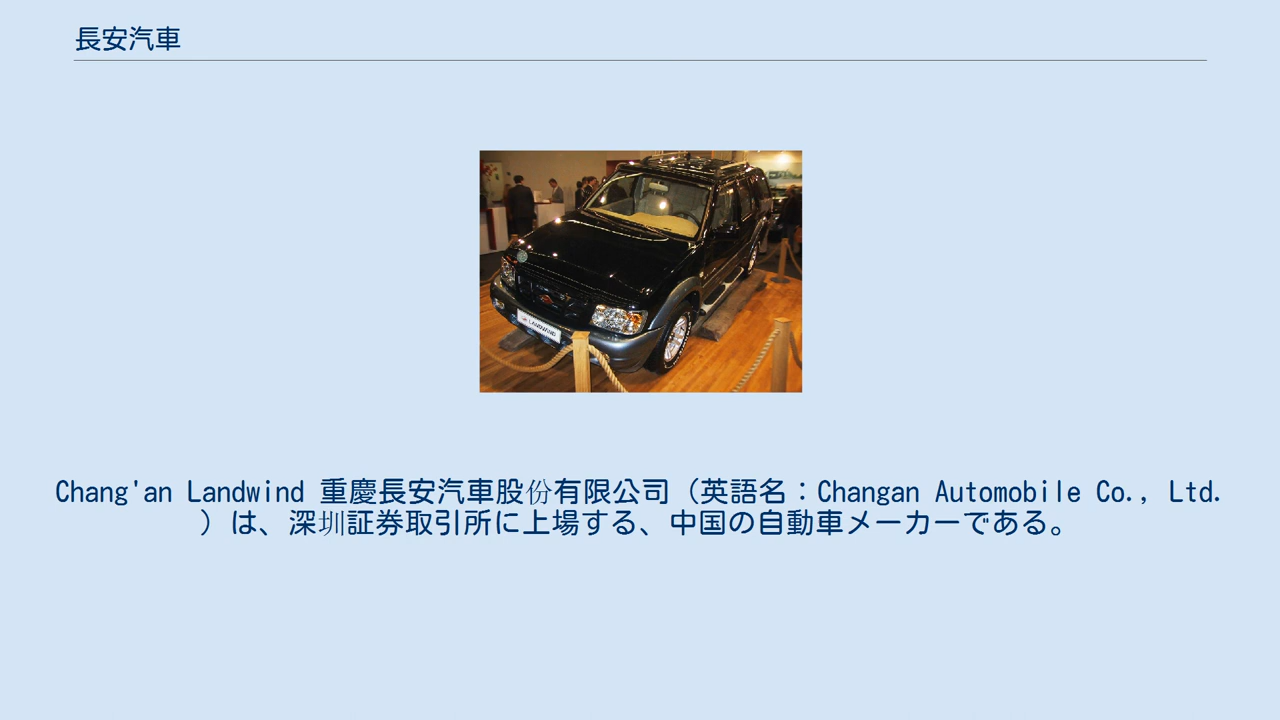 長安汽車
LANDWIND
Chang'an Landwind 重慶長安汽車股份有限公司（英語名：Changan Automobile Co., Ltd.
）は、深圳証券取引所に上場する、中国の自動車メーカーである。